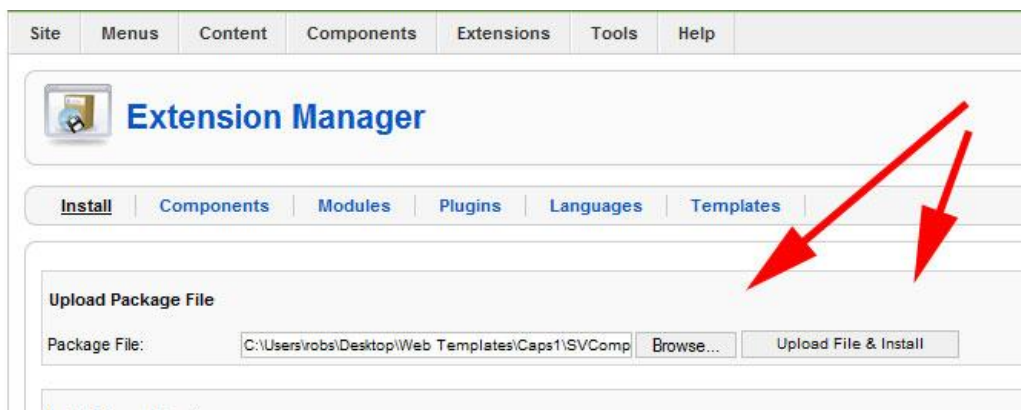 Site Menus Content Components Extensions Tools Help
Extension Manager
Install Components Modules Plugins Languages Templates
Upload Package File
Package File: C:\Users\robs\Desktop\Web Templates\Caps1\SVComp Browse... Upload File & Install